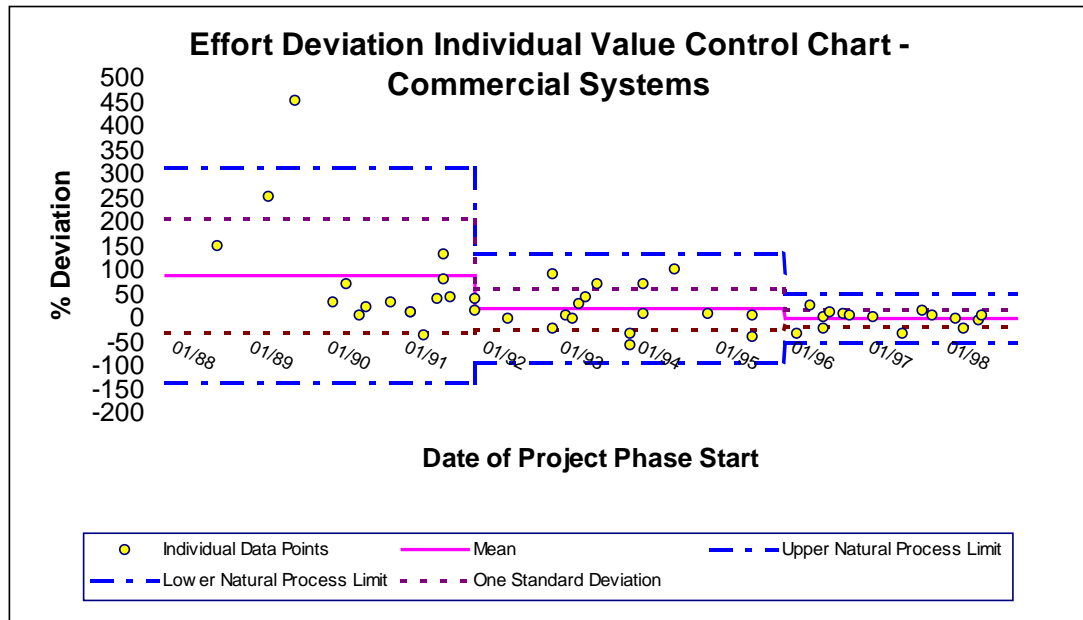 Effort Deviation Individual Value Control Chart -
Commercial Systems
500
450
400
350
300
250
200
150
100
50
0
-50
-100
-150
-200
% Deviation
01/88 01/89 01/90 01/91 01/92 01/93 01/94 01/95 01/96 01/97 01/98
Date of Project Phase Start
Individual Data Points Mean Upper Natural Process Limit
Lower Natural Process Limit One Standard Deviation